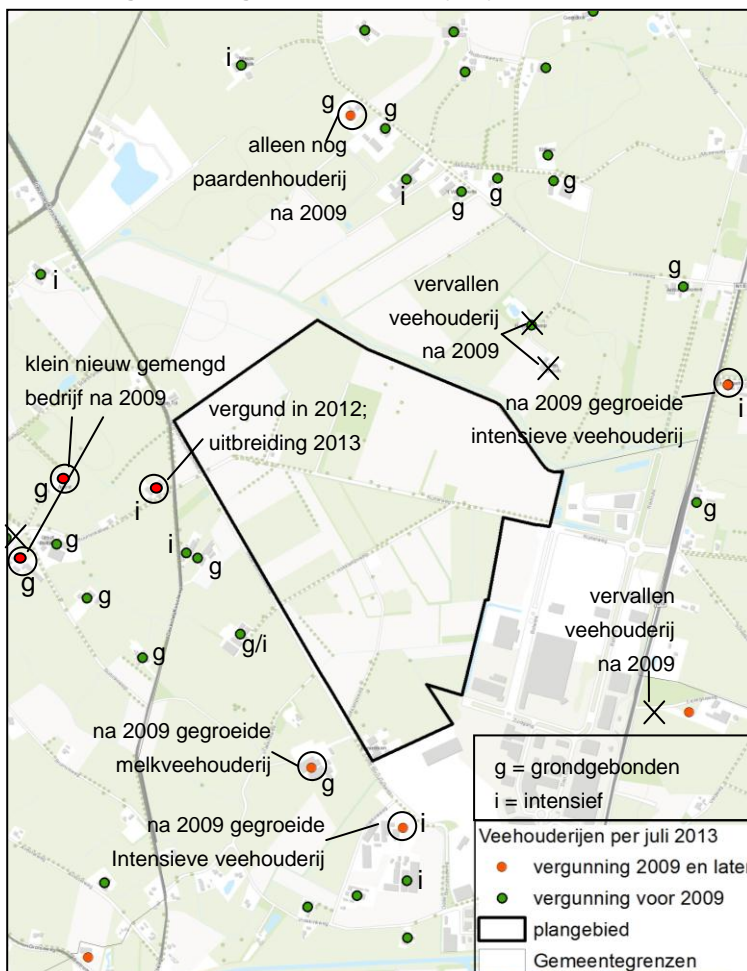 i
g
g
alleen nog
paardenhouderij
na 2009
i
g
g
g
i
g
vervallen
veehouderij
na 2009
klein nieuw gemengd
bedrijf na 2009
vergund in 2012;
uitbreiding 2013
na 2009 gegroeide
intensieve veehouderij
i
g
i
g
g
g
i
g
g
g
g/i
g
vervallen
veehouderij
na 2009
na 2009 gegroeide
melkveehouderij
g
na 2009 gegroeide
Intensieve veehouderij
i
i
g = grondgebonden
i = intensief
Veehouderijen per juli 2013
vergunning 2009 en later
vergunning voor 2009
plangebied
Gemeentegrenzen